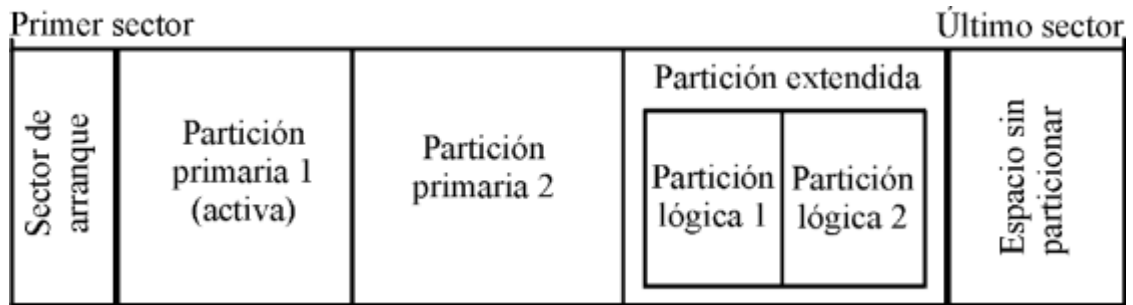 Primer sector
Último sector
Sector de
arranque
Partición
primaria 1
(activa)
Partición
primaria 2
Partición extendida
Partición
lógica 1
Partición
lógica 2
Espacio sin
particionar